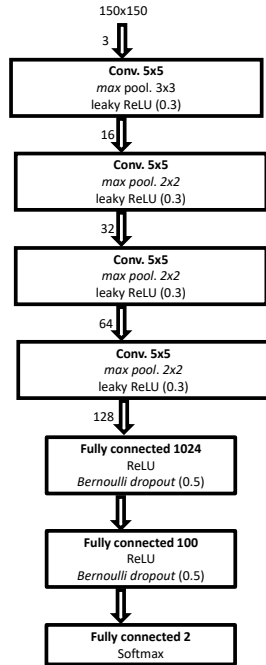 150x150
3
Conv. 5x5
max pool. 3x3
leaky ReLU (0.3)
16
Conv. 5x5
max pool. 2x2
leaky ReLU (0.3)
32
Conv. 5x5
max pool. 2x2
leaky ReLU (0.3)
64
Conv. 5x5
max pool. 2x2
leaky ReLU (0.3)
128
Fully connected 1024
ReLU
Bernoulli dropout (0.5)
Fully connected 100
ReLU
Bernoulli dropout (0.5)
Fully connected 2
Softmax